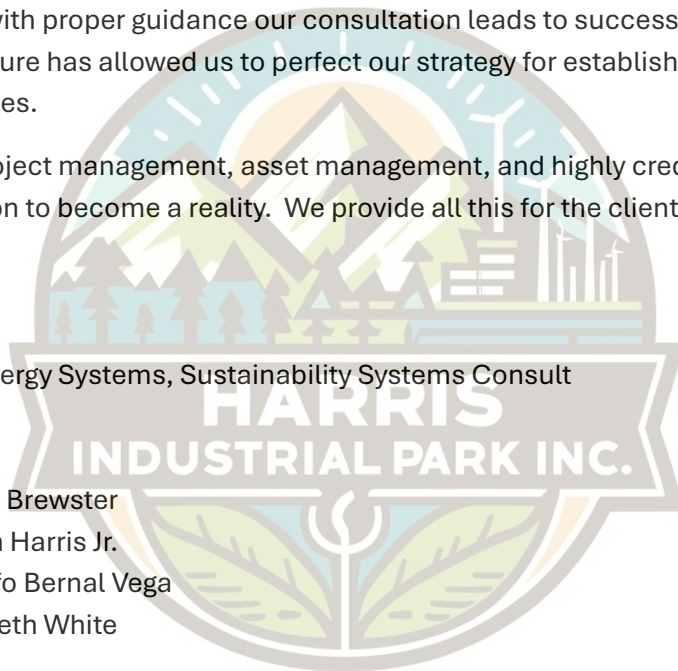 with proper guidance our consultation leads to success
ure has allowed us to perfect our strategy for establish
es.
oject management, asset management, and highly cred
on to become a reality.  We provide all this for the client
ergy Systems, Sustainability Systems Consult
HARRIS
INDUSTRIAL PARK INC.
Brewster
Harris Jr.
fo Bernal Vega
eth White